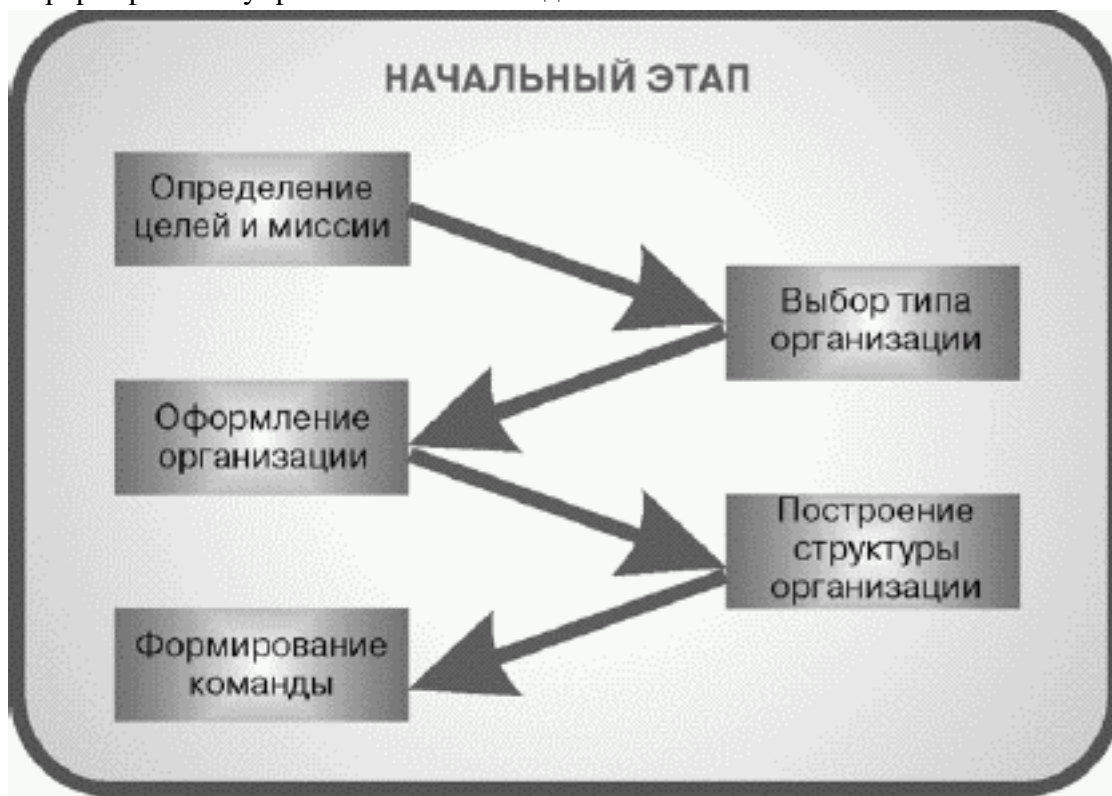 НАЧАЛЬНЫЙ ЭТАП
Определение
целей и миссии
Выбор типа
организации
Оформление
организации
Построение
структуры
организации
Формирование
команды